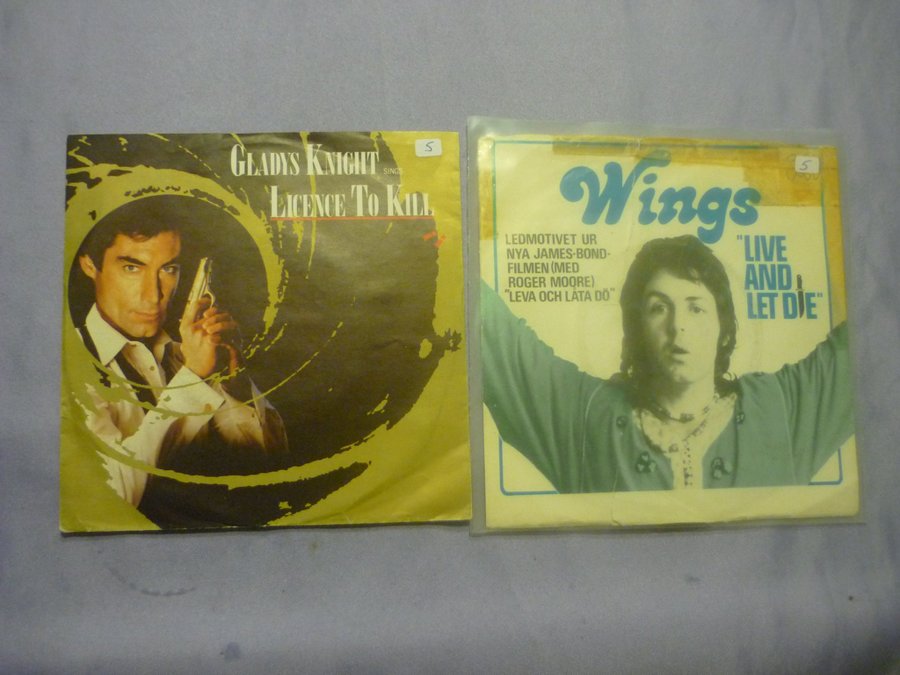 GLADYS KNIGHT
SINGS
LICENCE TO KILL
5
Wings
LEDMOTIVET UR
NYA JAMES-BOND-
FILMEN (MED
ROGER MOORE)
"LEVA OCH LÅTA DÖ"
"LIVE
AND
LET DIE"
5